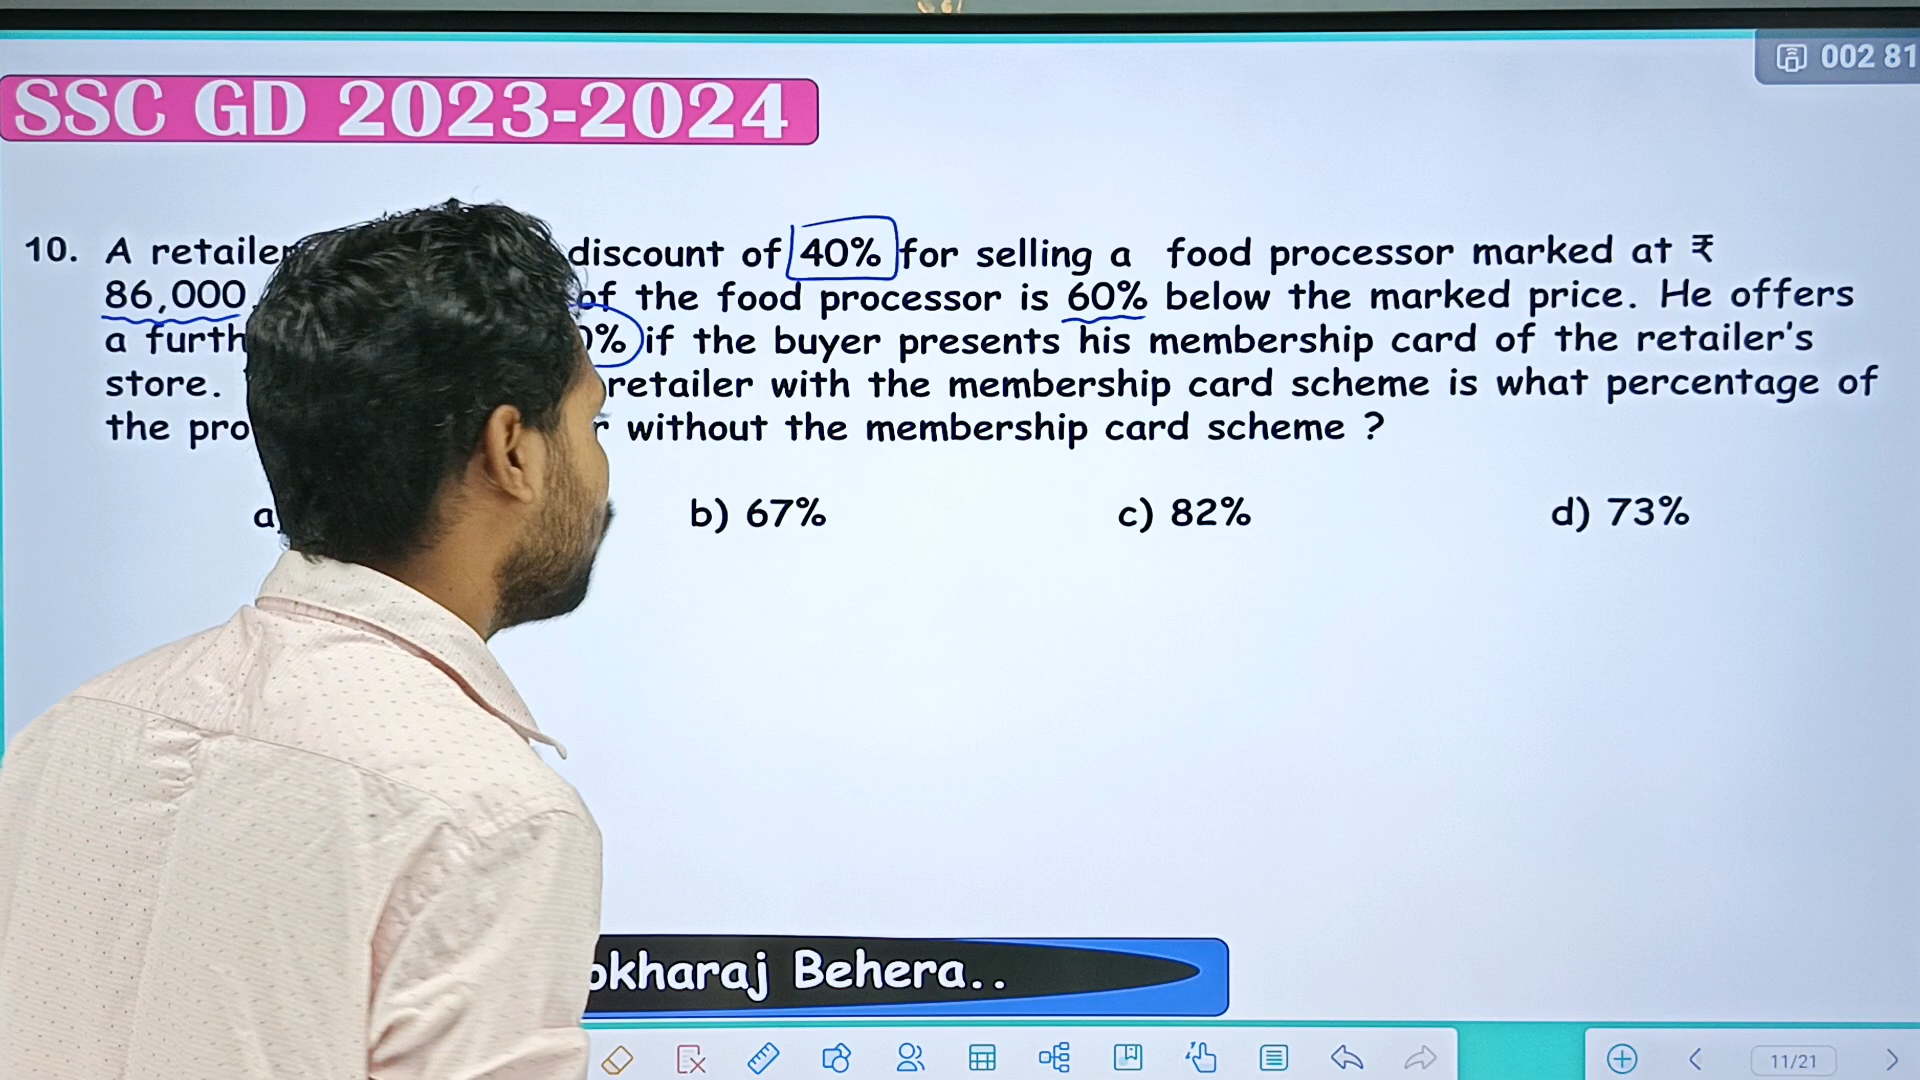 002 81
SSC GD 2023-2024
10. A retailer discount of 40% for selling a food processor marked at ₹
86,000 of the food processor is 60% below the marked price. He offers
a furth % if the buyer presents his membership card of the retailer's
store. retailer with the membership card scheme is what percentage of
the pro r without the membership card scheme ?
a b) 67% c) 82% d) 73%
okharaj Behera..
11/21